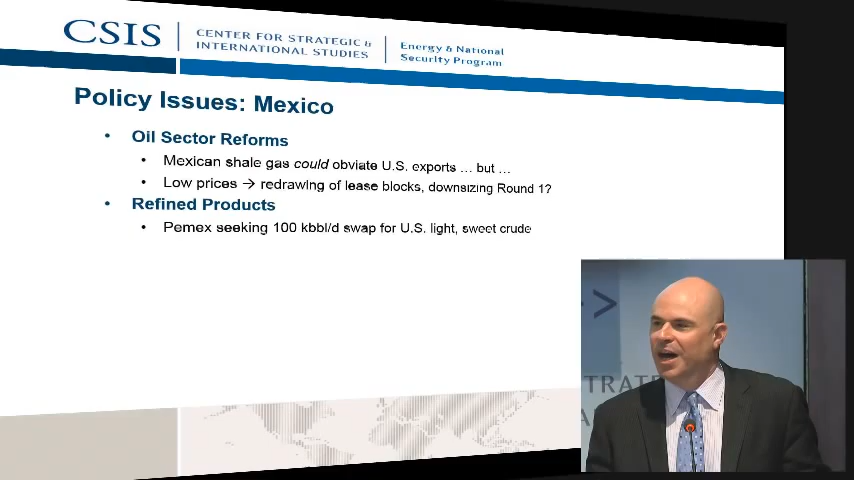 CSIS
CENTER FOR STRATEGIC &
INTERNATIONAL STUDIES
Energy & National
Security Program
Policy Issues: Mexico
• Oil Sector Reforms
• Mexican shale gas could obviate U.S. exports … but …
• Low prices → redrawing of lease blocks, downsizing Round 1?
• Refined Products
• Pemex seeking 100 kbbl/d swap for U.S. light, sweet crude
>
TRATE